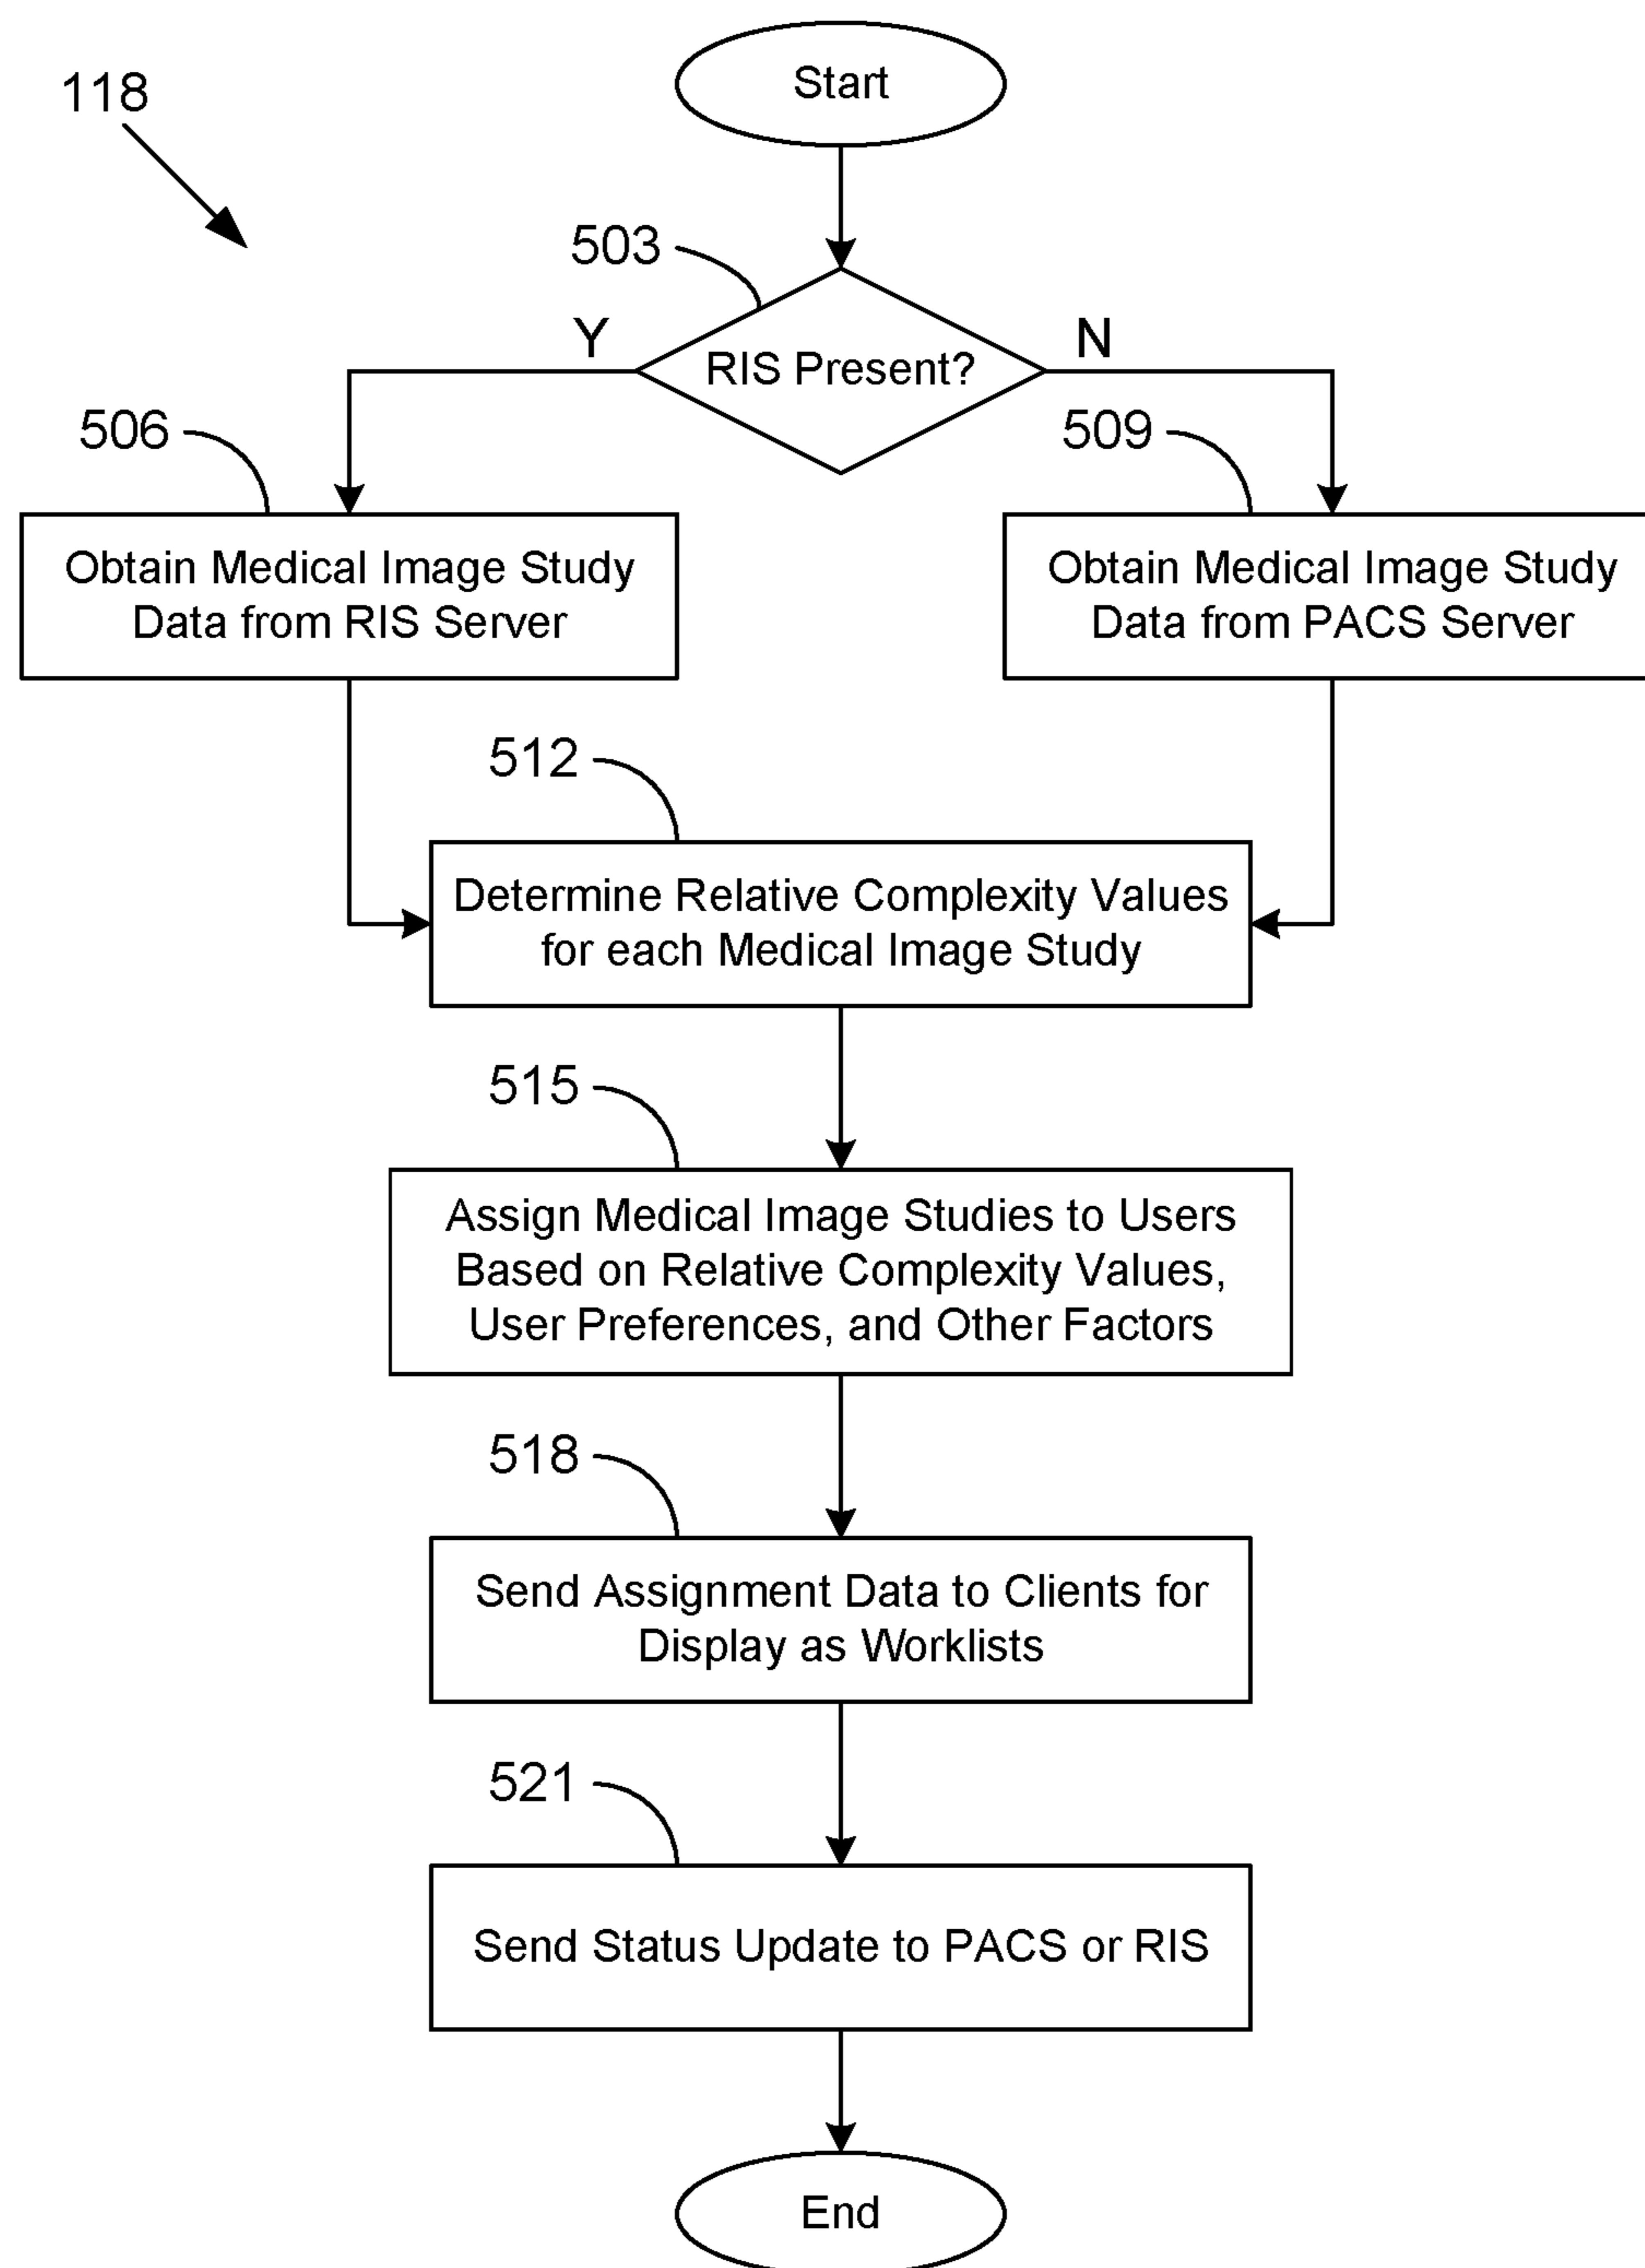 Start
118
503
Y
N
RIS Present?
506
509
Obtain Medical Image Study
Data from RIS Server
Obtain Medical Image Study
Data from PACS Server
512
Determine Relative Complexity Values
for each Medical Image Study
515
Assign Medical Image Studies to Users
Based on Relative Complexity Values,
User Preferences, and Other Factors
518
Send Assignment Data to Clients for
Display as Worklists
521
Send Status Update to PACS or RIS
End